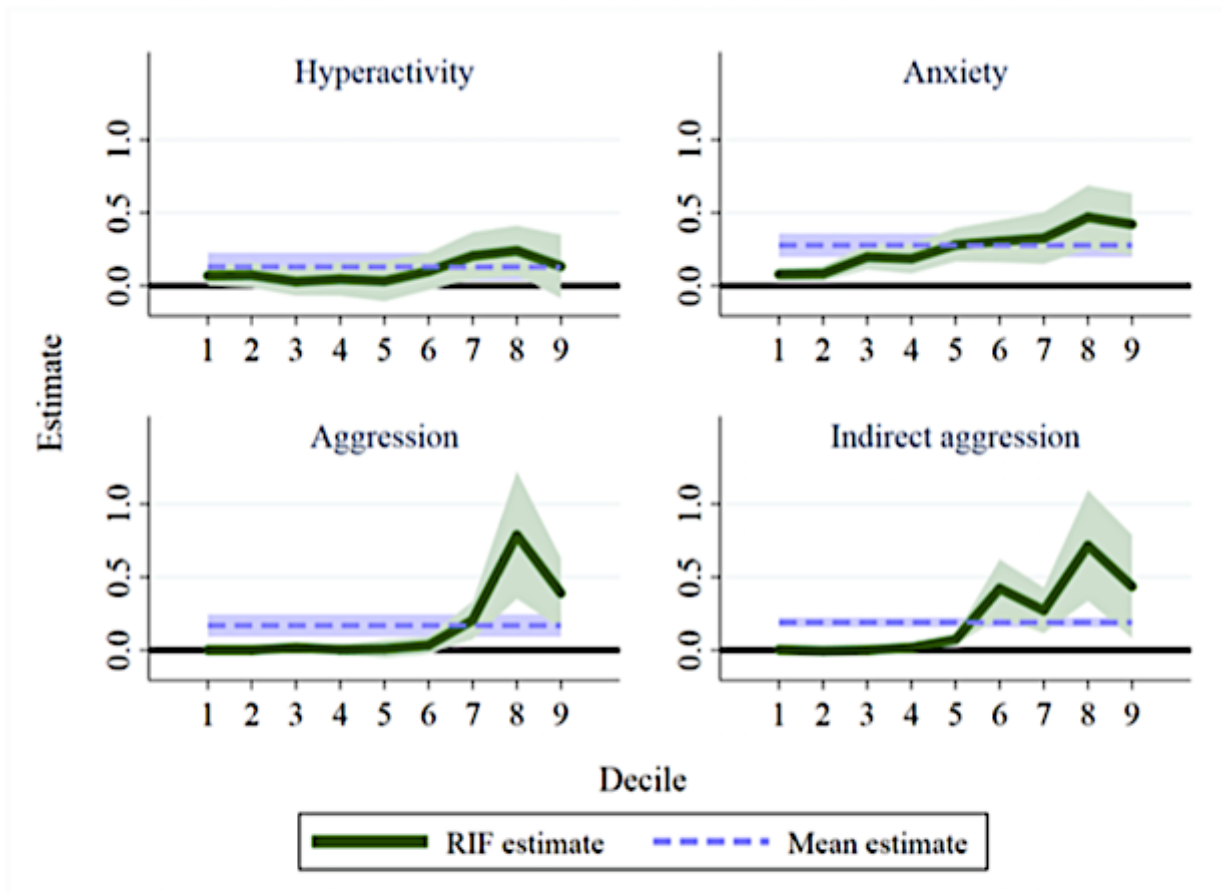 Hyperactivity
Anxiety
1.0
0.5
0.0
1 2 3 4 5 6 7 8 9
1.0
0.5
0.0
1 2 3 4 5 6 7 8 9
Estimate
Aggression
Indirect aggression
1.0
0.5
0.0
1 2 3 4 5 6 7 8 9
1.0
0.5
0.0
1 2 3 4 5 6 7 8 9
Decile
RIF estimate
Mean estimate